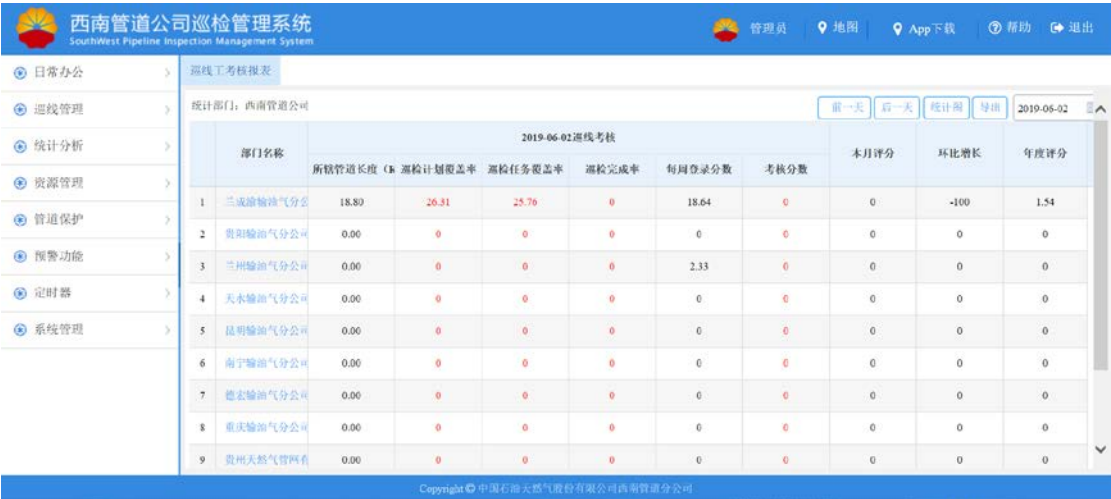 西南管道公司巡检管理系统
SouthWest Pipeline Inspection Management System
管理员 地图 App下载 帮助 退出
日常办公
巡线管理
统计分析
资源管理
管道保护
预警功能
定时器
系统管理
巡线工考核报表
统计部门：西南管道公司
前一天 后一天 统计图 导出 2019-06-02
部门名称 2019-06-02巡线考核 本月评分 环比增长 年度评分
所辖管道长度（K 巡检计划覆盖率 巡检任务覆盖率 巡检完成率 每周登录分数 考核分数
1 兰成渝输油气分公 18.80 26.31 25.76 0 18.64 0 0 -100 1.54
2 贵阳输油气分公司 0.00 0 0 0 0 0 0 0 0
3 兰州输油气分公司 0.00 0 0 0 2.33 0 0 0 0
4 天水输油气分公司 0.00 0 0 0 0 0 0 0 0
5 昆明输油气分公司 0.00 0 0 0 0 0 0 0 0
6 南宁输油气分公司 0.00 0 0 0 0 0 0 0 0
7 德宏输油气分公司 0.00 0 0 0 0 0 0 0 0
8 重庆输油气分公司 0.00 0 0 0 0 0 0 0 0
9 贵州天然气管网有 0.00 0 0 0 0 0 0 0 0
Copyright © 中国石油天然气股份有限公司西南管道分公司